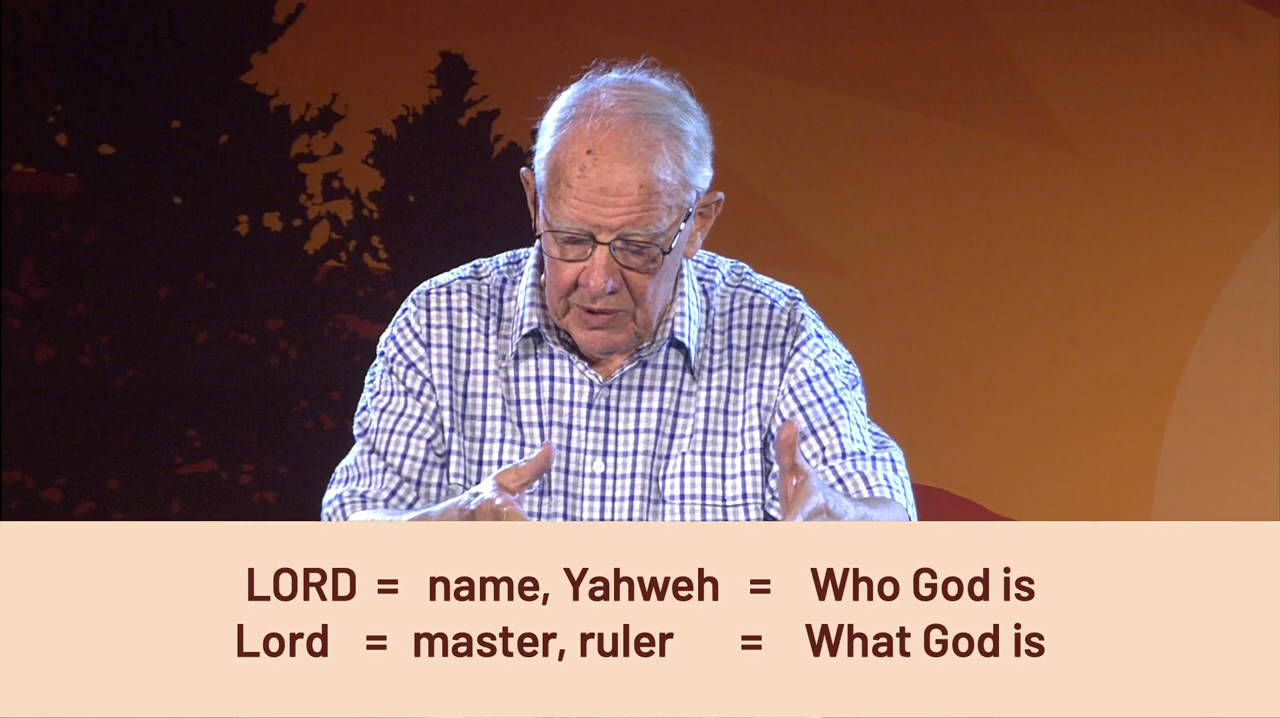 LORD = name, Yahweh = Who God is
Lord = master, ruler = What God is